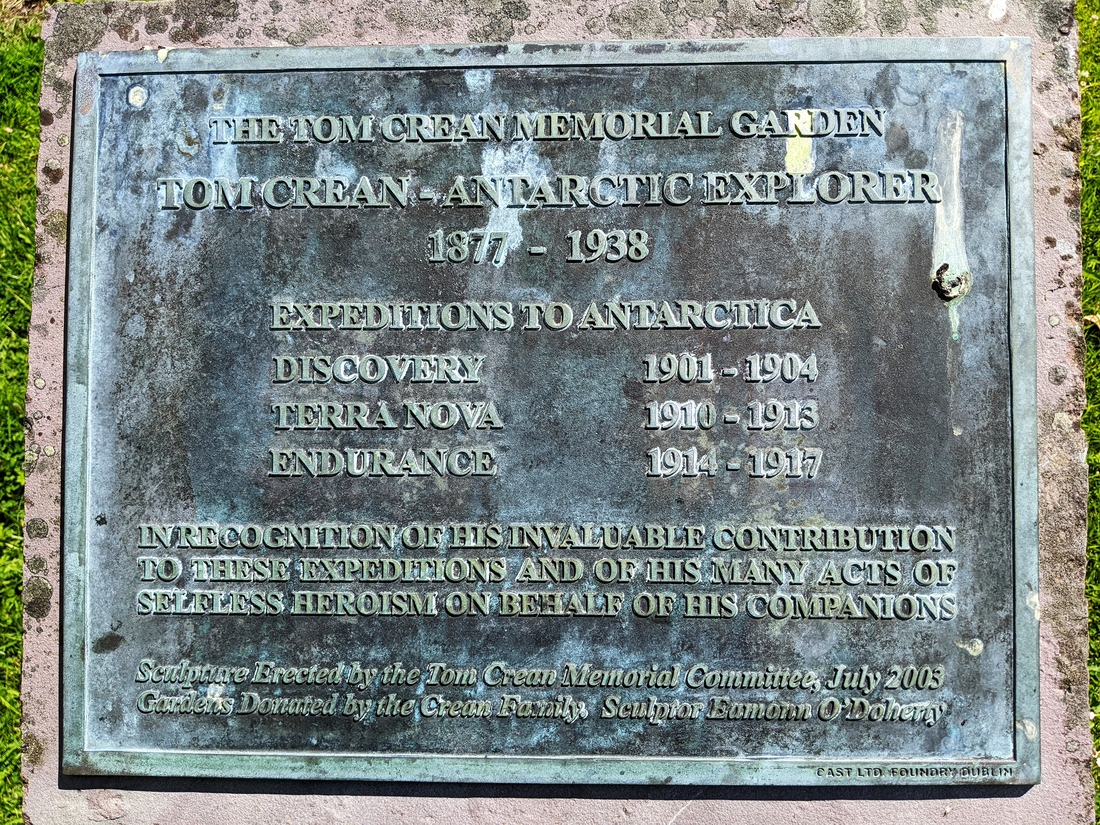 THE TOM CREAN MEMORIAL GARDEN
TOM CREAN - ANTARCTIC EXPLORER
1877 - 1938
EXPEDITIONS TO ANTARCTICA
DISCOVERY 1901 - 1904
TERRA NOVA 1910 - 1913
ENDURANCE 1914 - 1917
IN RECOGNITION OF HIS INVALUABLE CONTRIBUTION
TO THESE EXPEDITIONS AND OF HIS MANY ACTS OF
SELFLESS HEROISM ON BEHALF OF HIS COMPANIONS
Sculpture Erected by the Tom Crean Memorial Committee, July 2003
Gardens Donated by the Crean Family. Sculptor Eamonn O'Doherty
CAST LTD. FOUNDRY DUBLIN